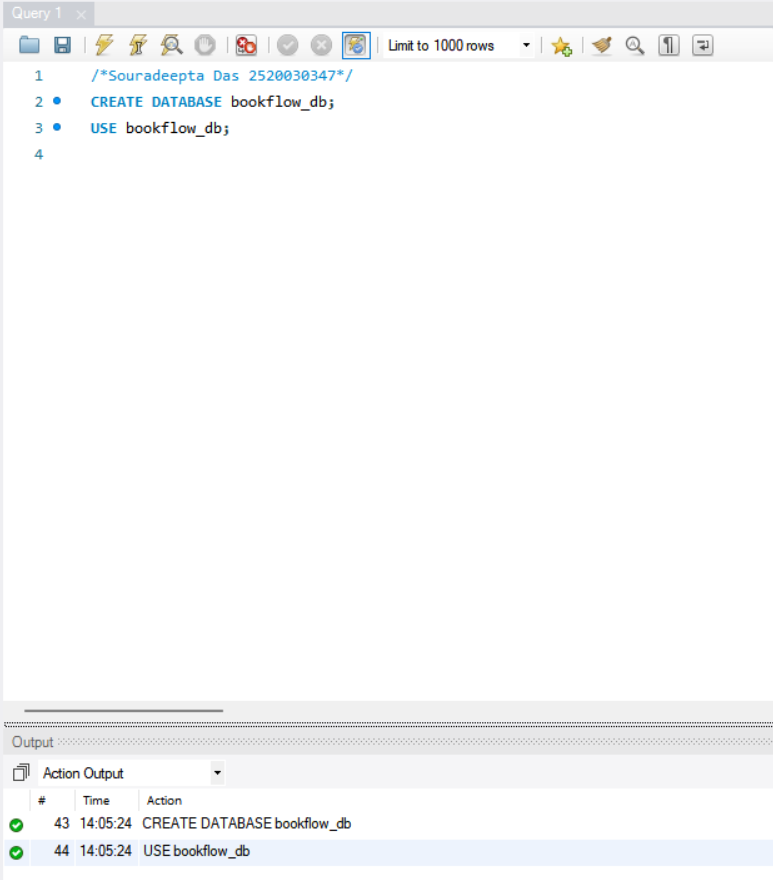 Query 1
Limit to 1000 rows
1 /*Souradeepta Das 2520030347*/
2 CREATE DATABASE bookflow_db;
3 USE bookflow_db;
4
Output
Action Output
# Time Action
43 14:05:24 CREATE DATABASE bookflow_db
44 14:05:24 USE bookflow_db